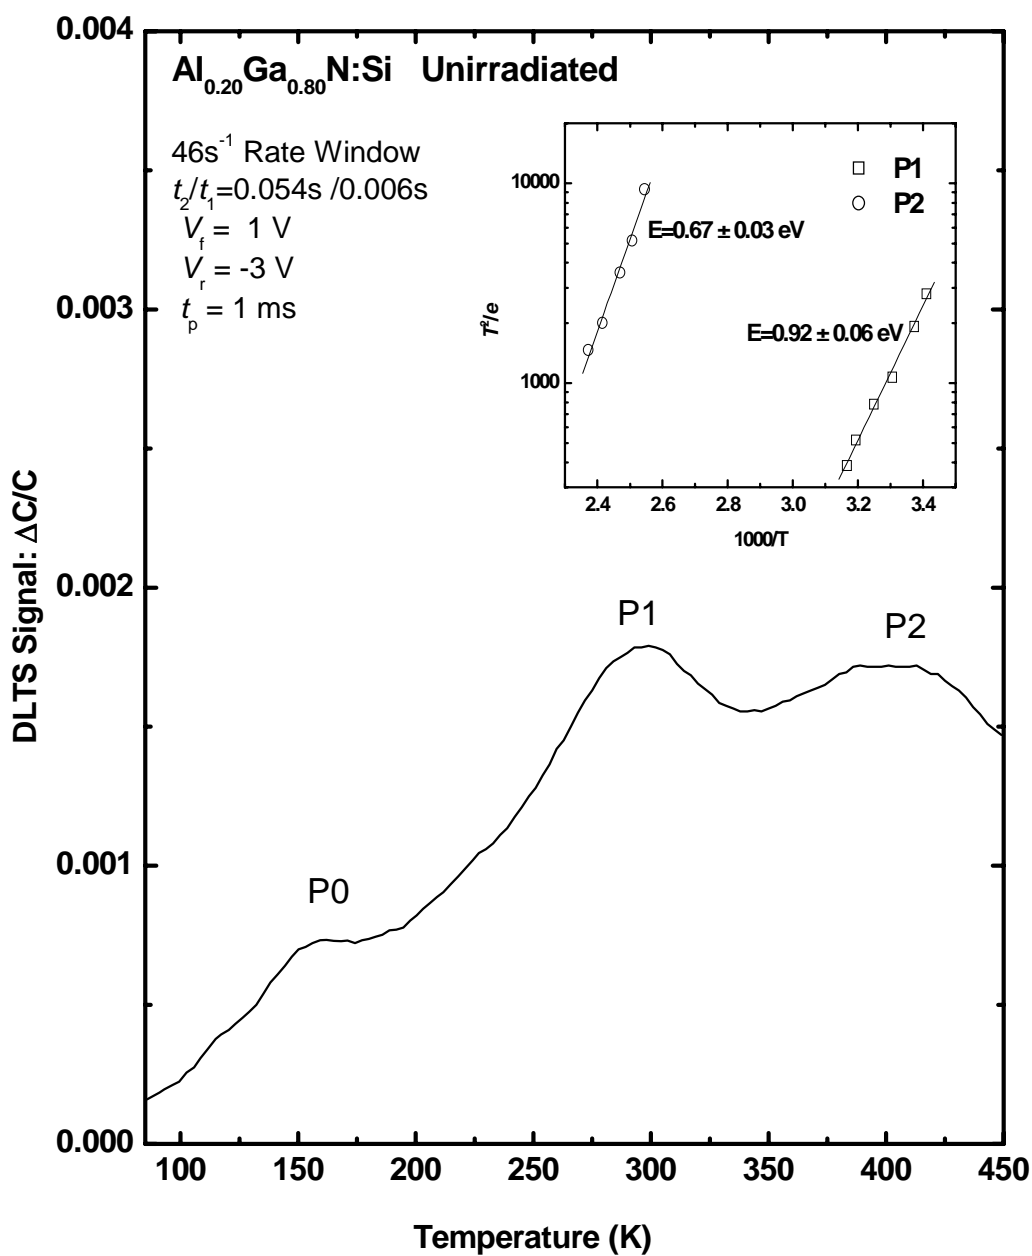 0.004
Al0.20Ga0.80N:Si Unirradiated
46s-1 Rate Window
t2/t1=0.054s /0.006s
Vf = 1 V
Vr = -3 V
tp = 1 ms
10000
1000
T2/e
P1
P2
E=0.67 ± 0.03 eV
E=0.92 ± 0.06 eV
2.4 2.6 2.8 3.0 3.2 3.4
1000/T
0.003
0.002
0.001
0.000
DLTS Signal: ΔC/C
P0
P1
P2
100 150 200 250 300 350 400 450
Temperature (K)